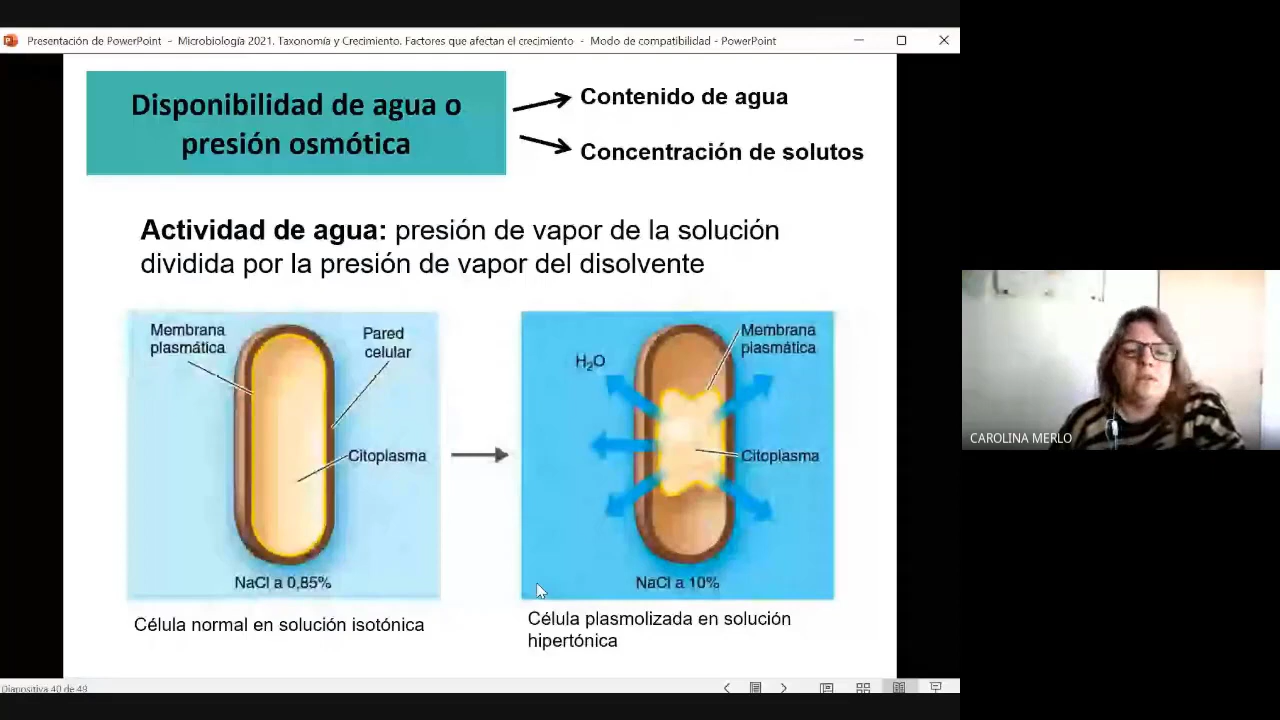 Presentación de PowerPoint - Microbiología 2021. Taxonomía y Crecimiento. Factores que afectan el crecimiento - Modo de compatibilidad - PowerPoint
Disponibilidad de agua o
presión osmótica
Contenido de agua
Concentración de solutos
Actividad de agua: presión de vapor de la solución
dividida por la presión de vapor del disolvente
Membrana
plasmática
Pared
celular
Citoplasma
NaCl a 0,85%
H₂O
Membrana
plasmática
Citoplasma
NaCl a 10%
Célula normal en solución isotónica
Célula plasmolizada en solución
hipertónica
Diapositiva 40 de 49
CAROLINA MERLO